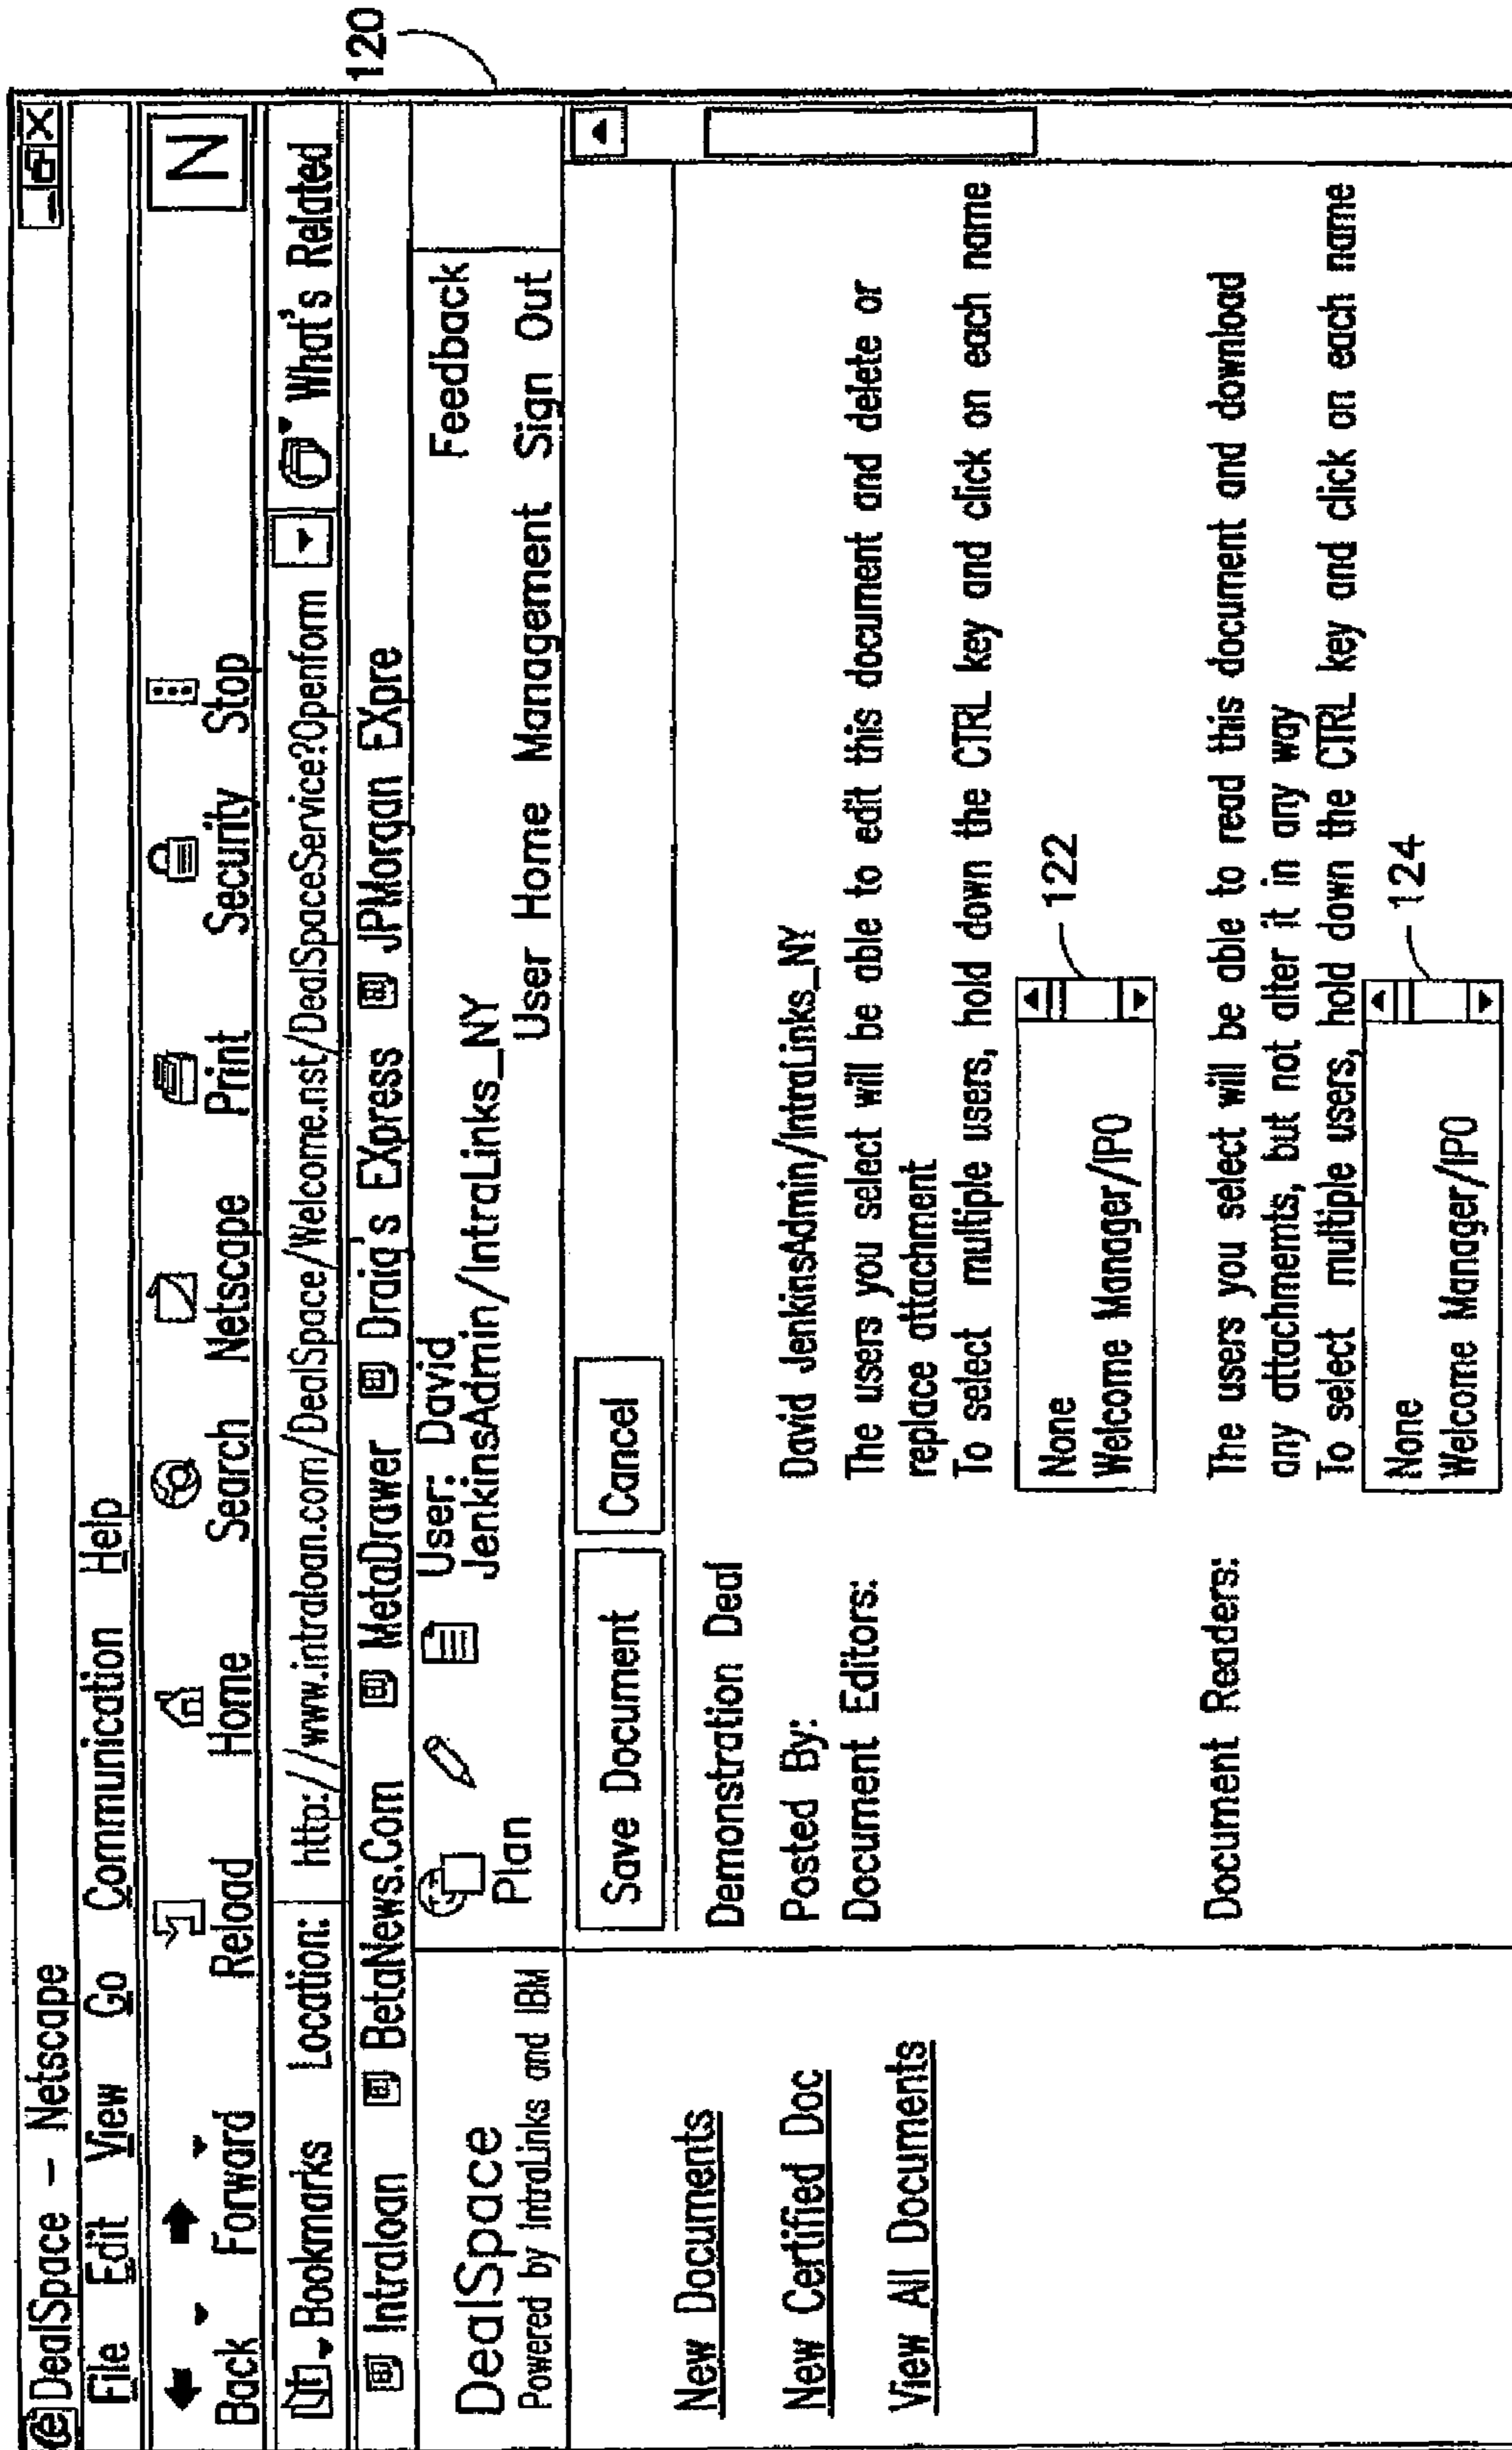 DealSpace – Netscape
File Edit View Go Communication Help
Back Forward Reload Home Search Netscape Print Security Stop
N
Bookmarks Location: http://www.intraloan.com/DealSpace/Welcome.nst/DealSpaceService?Openform What's Related
Intraloan BetaNews.Com MetaDrawer Draig's EXpress JPMorgan EXpre
120
DealSpace
Powered by IntraLinks and IBM
Plan
User: David
JenkinsAdmin/IntraLinks_NY
Feedback
User Home Management Sign Out
New Documents
New Certified Doc
View All Documents
Save Document Cancel
Demonstration Deal
Posted By: David JenkinsAdmin/IntraLinks_NY
Document Editors: The users you select will be able to edit this document and delete or
replace attachment
To select multiple users, hold down the CTRL key and click on each name
None
Welcome Manager/IPO
122
Document Readers: The users you select will be able to read this document and download
any attachments, but not alter it in any way
To select multiple users, hold down the CTRL key and click on each name
None
Welcome Manager/IPO
124